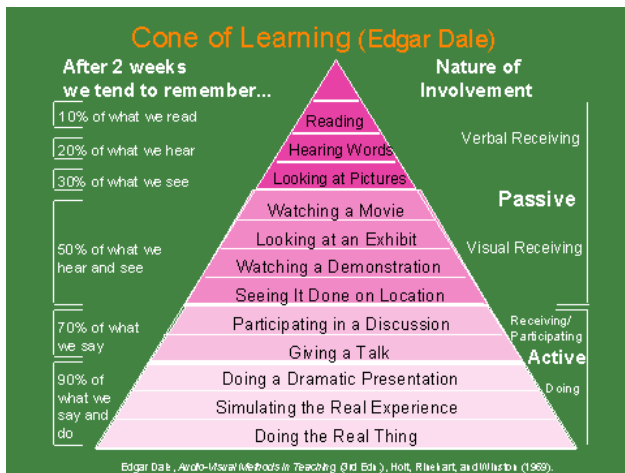 Cone of Learning (Edgar Dale)
After 2 weeks
we tend to remember...
Nature of
Involvement
10% of what we read
Reading
Verbal Receiving
20% of what we hear
Hearing Words
30% of what we see
Looking at Pictures
Passive
Watching a Movie
Looking at an Exhibit
50% of what we
hear and see
Visual Receiving
Watching a Demonstration
Seeing It Done on Location
70% of what
we say
Participating in a Discussion
Receiving/
Participating
Giving a Talk
Active
90% of
what we
say and
do
Doing a Dramatic Presentation
Doing
Simulating the Real Experience
Doing the Real Thing
Edgar Dale, Audio-Visual Methods in Teaching (3rd Edn.), Holt, Rinehart, and Winston (1969).